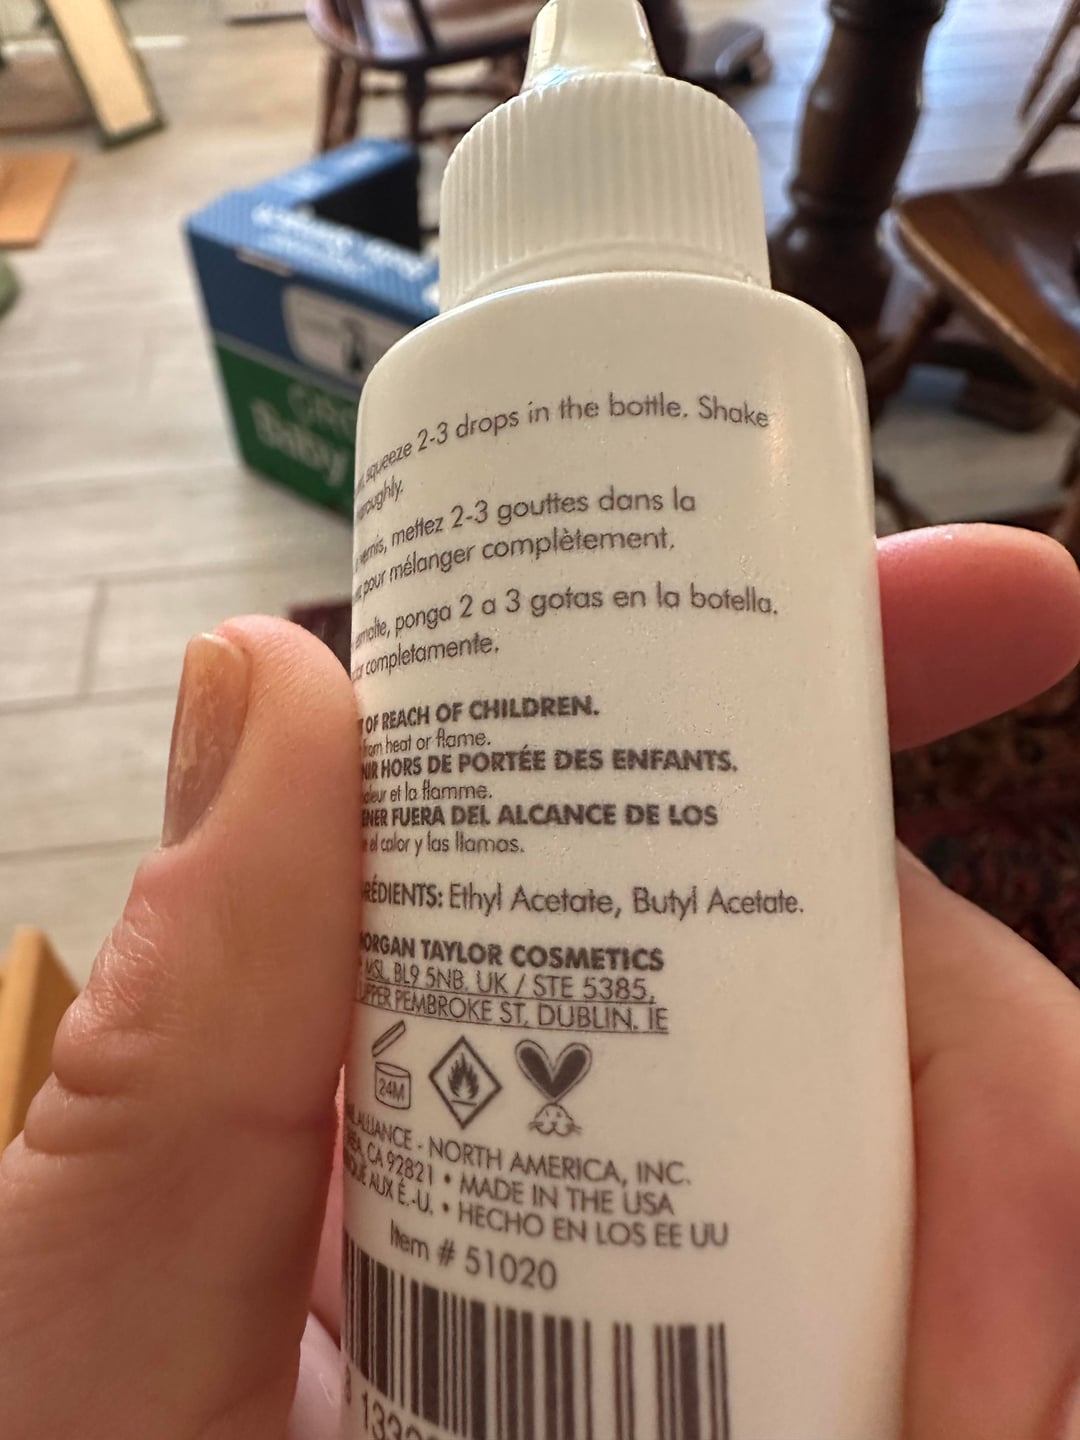 squeeze 2-3 drops in the bottle. Shake
mettez 2-3 gouttes dans la
pour mélanger complètement.
ponga 2 a 3 gotas en la botella.
completamente.
OF REACH OF CHILDREN.
from heat or flame.
HORS DE PORTÉE DES ENFANTS.
et la flamme.
FUERA DEL ALCANCE DE LOS
el calor y las llamas.
Ethyl Acetate, Butyl Acetate.
TAYLOR COSMETICS
MSL, BL9 5NB, UK / STE 5385,
PEMBROKE ST, DUBLIN, IE
24M
ALLIANCE - NORTH AMERICA, INC.
CA 92821 • MADE IN THE USA
AUX É.-U. • HECHO EN LOS EE UU
Item # 51020
Baby